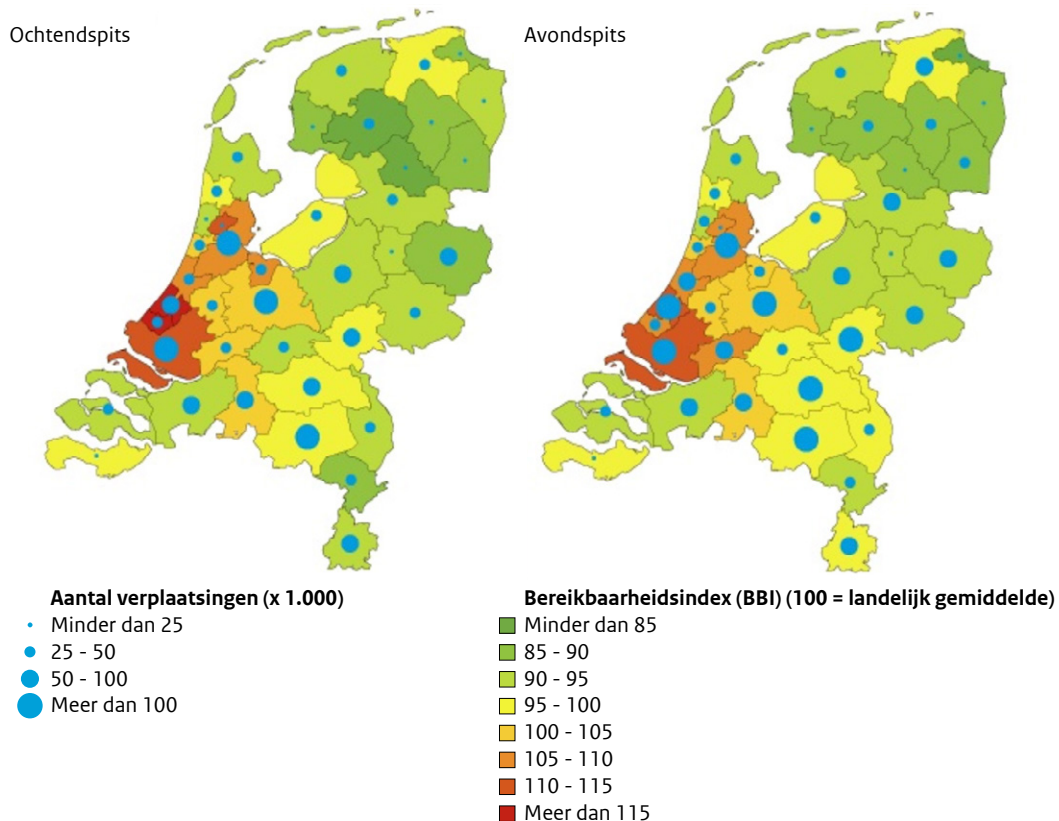 Ochtendspits
Avondspits
Aantal verplaatsingen (x 1.000)
Minder dan 25
25 - 50
50 - 100
Meer dan 100
Bereikbaarheidsindex (BBI) (100 = landelijk gemiddelde)
Minder dan 85
85 - 90
90 - 95
95 - 100
100 - 105
105 - 110
110 - 115
Meer dan 115